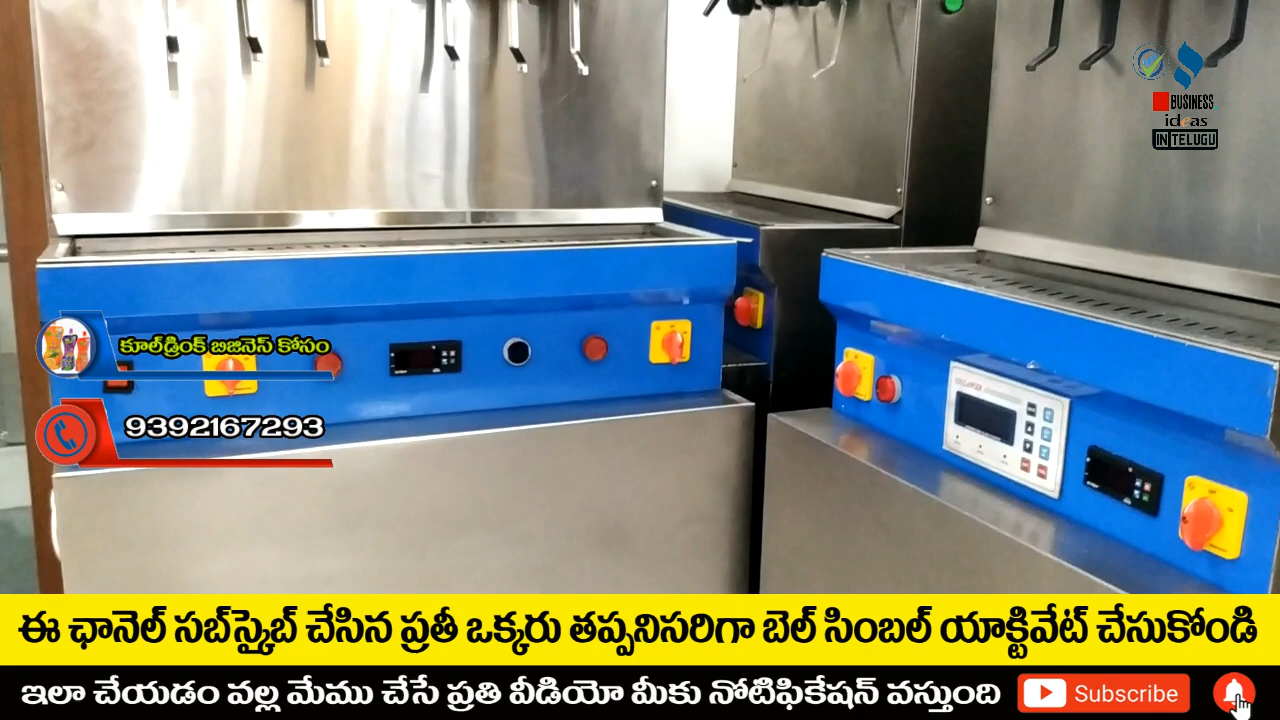 BUSINESS
ideas
IN TELUGU
కూల్‌డ్రింక్ బిజినెస్ కోసం
9392167293
ఈ ఛానెల్ సబ్‌స్క్రైబ్ చేసిన ప్రతీ ఒక్కరు తప్పనిసరిగా బెల్ సింబల్ యాక్టివేట్ చేసుకోండి
ఇలా చేయడం వల్ల మేము చేసే ప్రతి వీడియో మీకు నోటిఫికేషన్ వస్తుంది
Subscribe